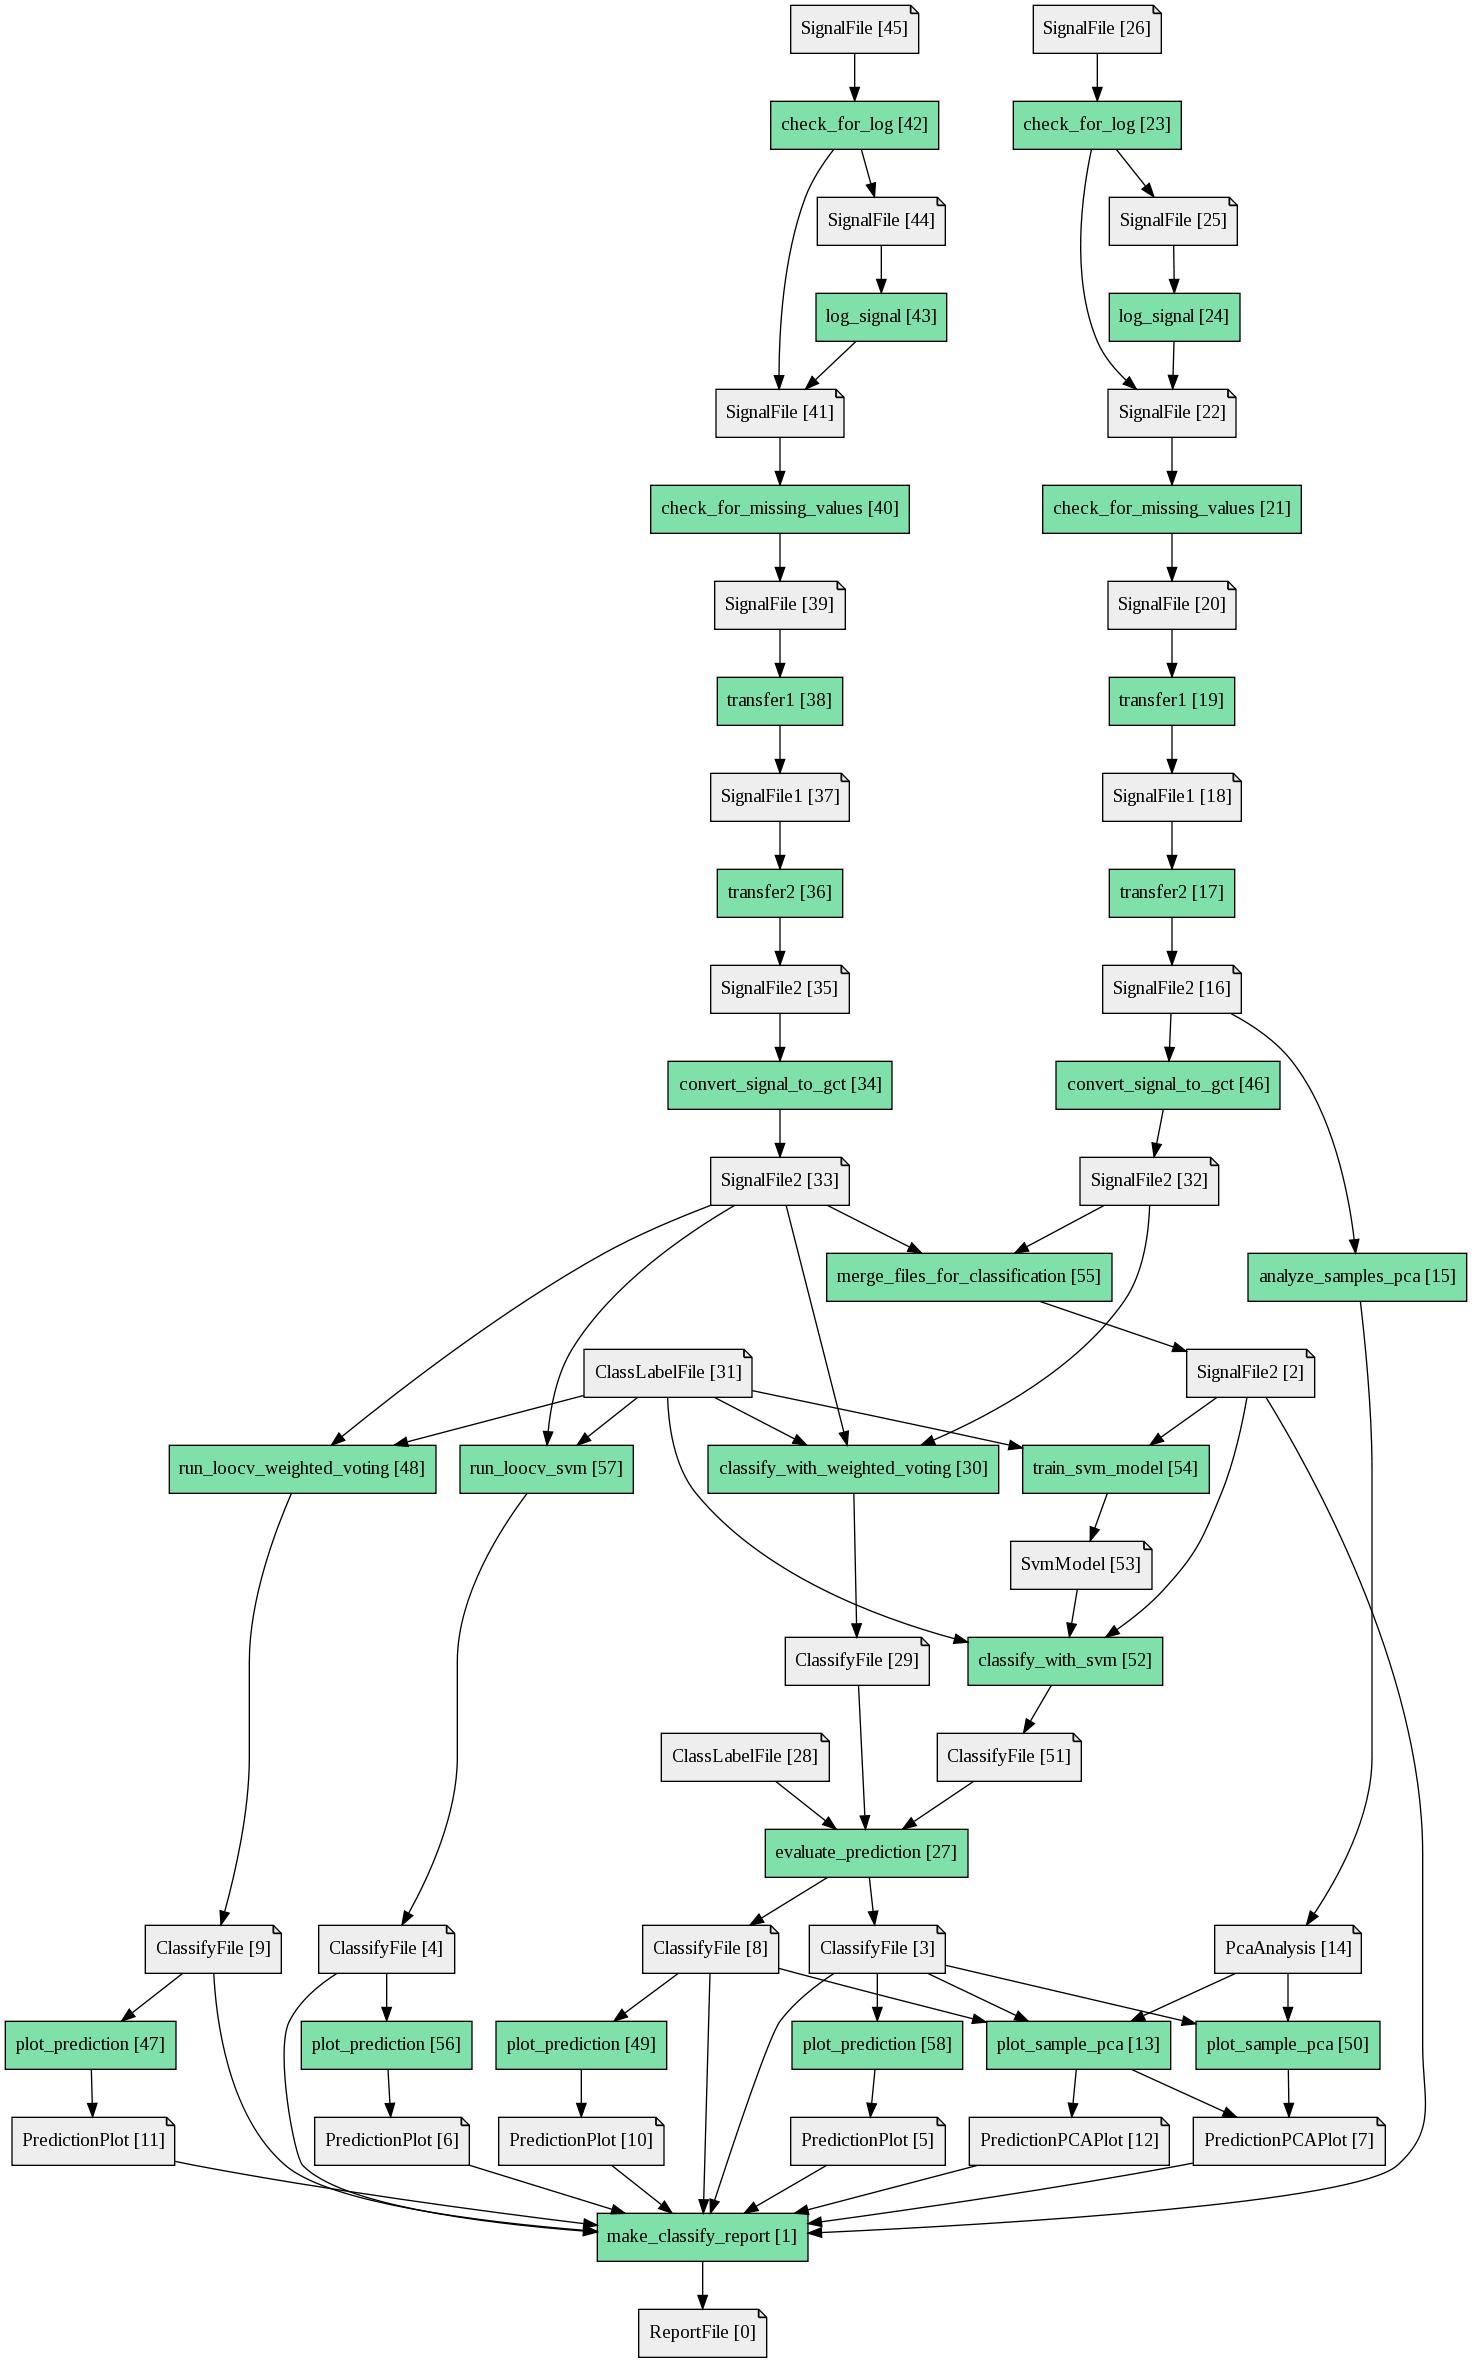 SignalFile [45]
SignalFile [26]
check_for_log [42]
check_for_log [23]
SignalFile [44]
SignalFile [25]
log_signal [43]
log_signal [24]
SignalFile [41]
SignalFile [22]
check_for_missing_values [40]
check_for_missing_values [21]
SignalFile [39]
SignalFile [20]
transfer1 [38]
transfer1 [19]
SignalFile1 [37]
SignalFile1 [18]
transfer2 [36]
transfer2 [17]
SignalFile2 [35]
SignalFile2 [16]
convert_signal_to_gct [34]
convert_signal_to_gct [46]
SignalFile2 [33]
SignalFile2 [32]
merge_files_for_classification [55]
analyze_samples_pca [15]
ClassLabelFile [31]
SignalFile2 [2]
run_loocv_weighted_voting [48]
run_loocv_svm [57]
classify_with_weighted_voting [30]
train_svm_model [54]
SvmModel [53]
ClassifyFile [29]
classify_with_svm [52]
ClassLabelFile [28]
ClassifyFile [51]
evaluate_prediction [27]
ClassifyFile [9]
ClassifyFile [4]
ClassifyFile [8]
ClassifyFile [3]
PcaAnalysis [14]
plot_prediction [47]
plot_prediction [56]
plot_prediction [49]
plot_prediction [58]
plot_sample_pca [13]
plot_sample_pca [50]
PredictionPlot [11]
PredictionPlot [6]
PredictionPlot [10]
PredictionPlot [5]
PredictionPCAPlot [12]
PredictionPCAPlot [7]
make_classify_report [1]
ReportFile [0]